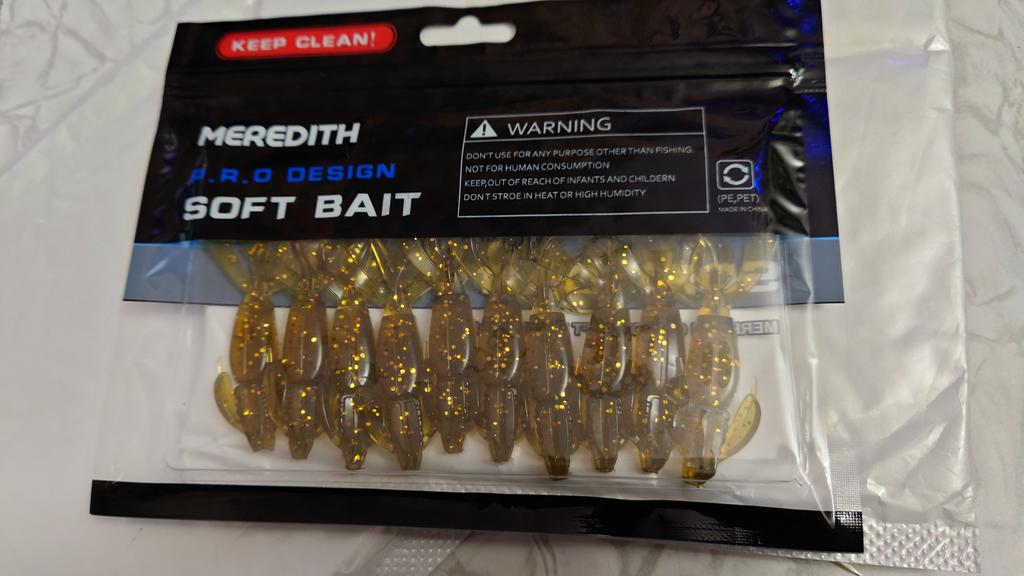 KEEP CLEAN!
MEREDITH
P.R.O DESIGN
SOFT BAIT
WARNING
DON'T USE FOR ANY PURPOSE OTHER THAN FISHING.
NOT FOR HUMAN CONSUMPTION
KEEP,OUT OF REACH OF INFANTS AND CHILDERN
DON'T STROE IN HEAT OR HIGH HUMIDITY
(PE,PET)
MADE IN CHINA